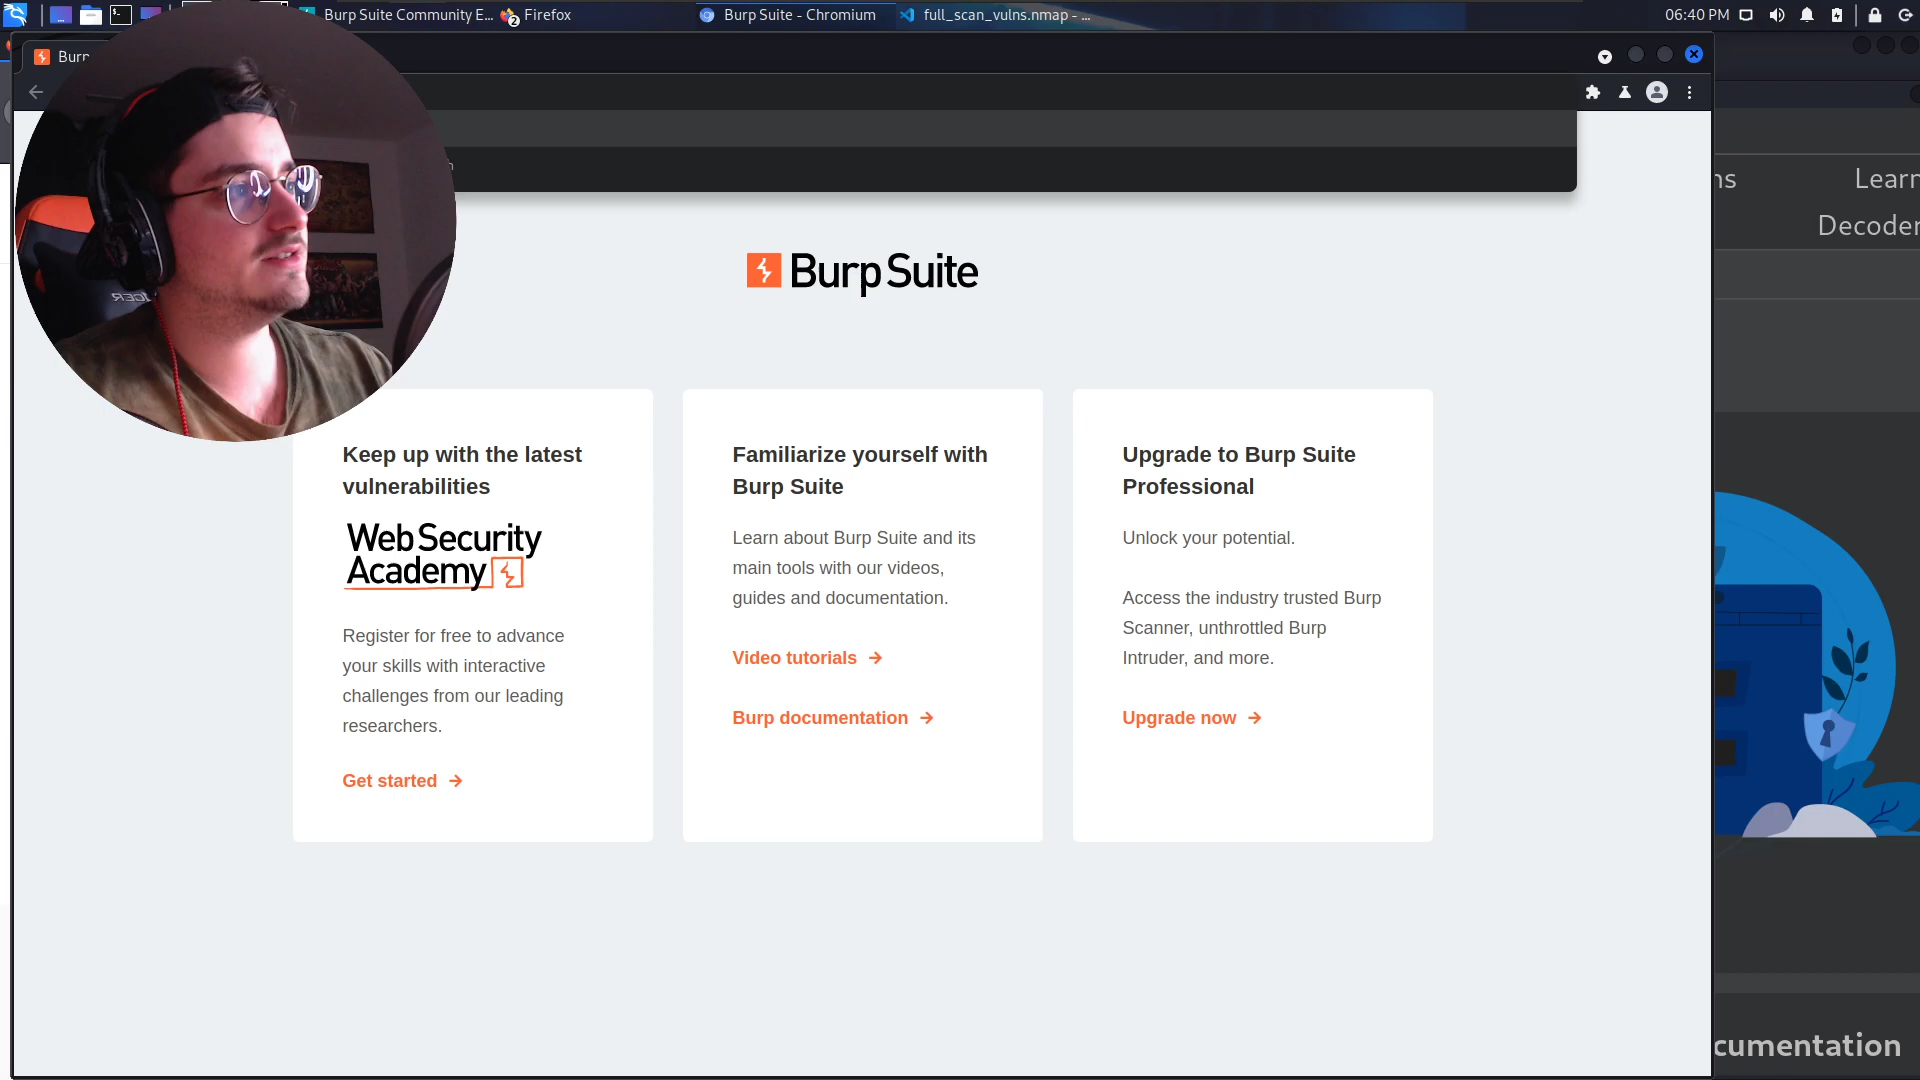 Burp Suite Community E...
2
Firefox
Burp Suite - Chromium
full_scan_vulns.nmap - ...
06:40 PM
Burp
Learn
Decoder
Burp Suite
Keep up with the latest
vulnerabilities
Web Security
Academy
Register for free to advance
your skills with interactive
challenges from our leading
researchers.
Get started
Familiarize yourself with
Burp Suite
Learn about Burp Suite and its
main tools with our videos,
guides and documentation.
Video tutorials
Burp documentation
Upgrade to Burp Suite
Professional
Unlock your potential.
Access the industry trusted Burp
Scanner, unthrottled Burp
Intruder, and more.
Upgrade now
cumentation